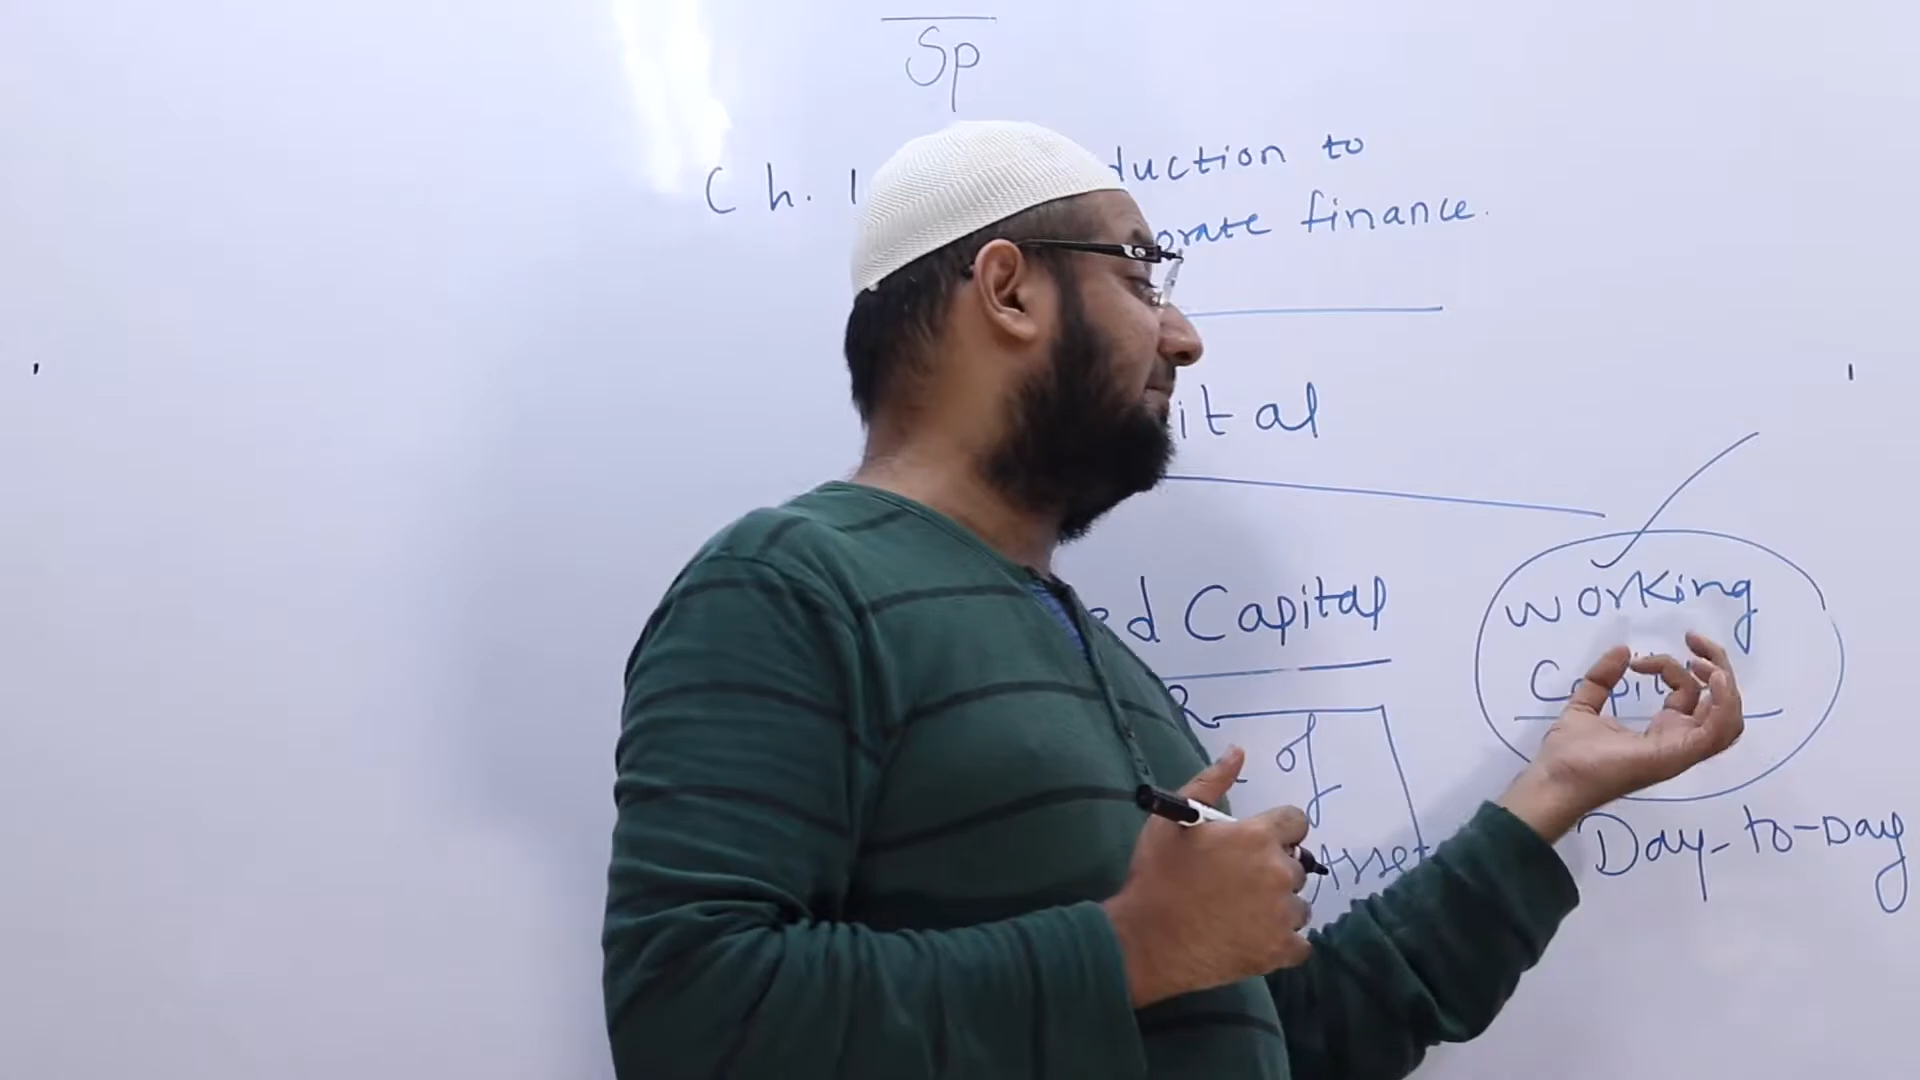 Sp
Ch. 1 duction to
orate finance.
ital
ed Capital
working
Capital
of
Asset
Day-to-Day